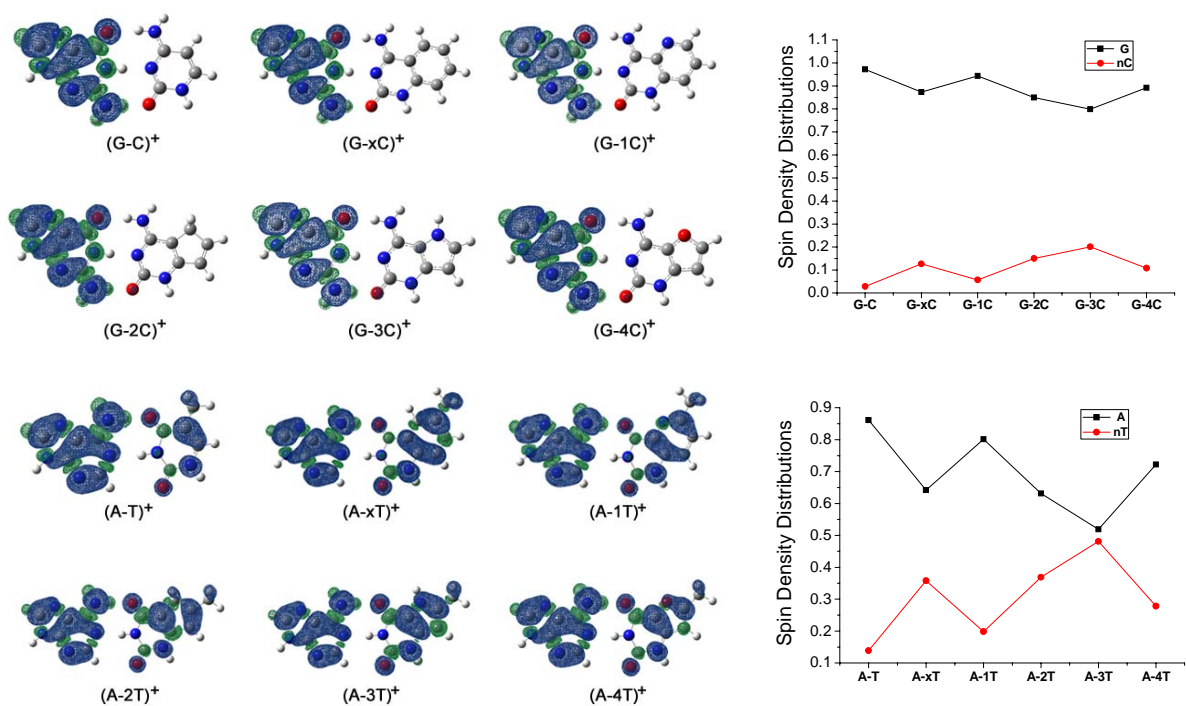 (G-C)+ (G-xC)+ (G-1C)+
(G-2C)+ (G-3C)+ (G-4C)+
(A-T)+ (A-xT)+ (A-1T)+
(A-2T)+ (A-3T)+ (A-4T)+
Spin Density Distributions
1.1
1.0
0.9
0.8
0.7
0.6
0.5
0.4
0.3
0.2
0.1
0.0
G-C G-xC G-1C G-2C G-3C G-4C
G
nC
Spin Density Distributions
0.9
0.8
0.7
0.6
0.5
0.4
0.3
0.2
0.1
A-T A-xT A-1T A-2T A-3T A-4T
A
nT